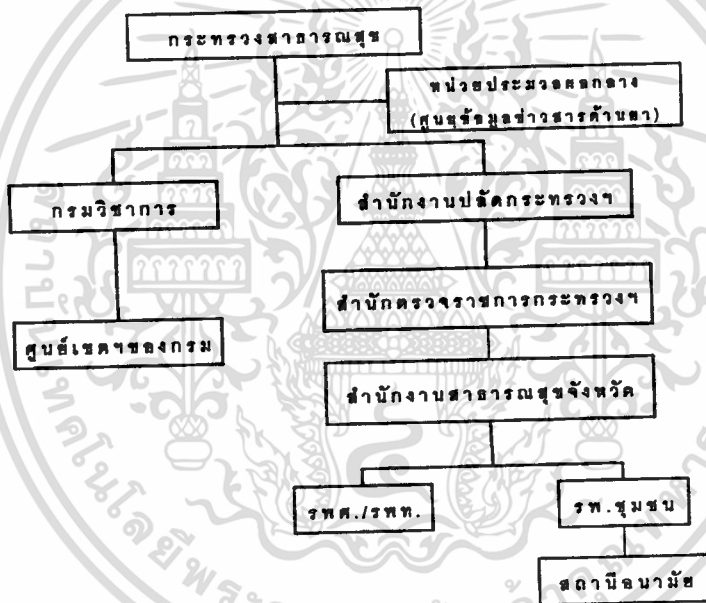 กระทรวงสาธารณสุข
หน่วยประมวลผลกลาง
(ศูนย์ข้อมูลข่าวสารด้านยา)
กรมวิชาการ
สำนักงานปลัดกระทรวงฯ
สำนักตรวจราชการกระทรวงฯ
ศูนย์เขตฯของกรม
สำนักงานสาธารณสุขจังหวัด
รพศ./รพท.
รพ.ชุมชน
สถานีอนามัย